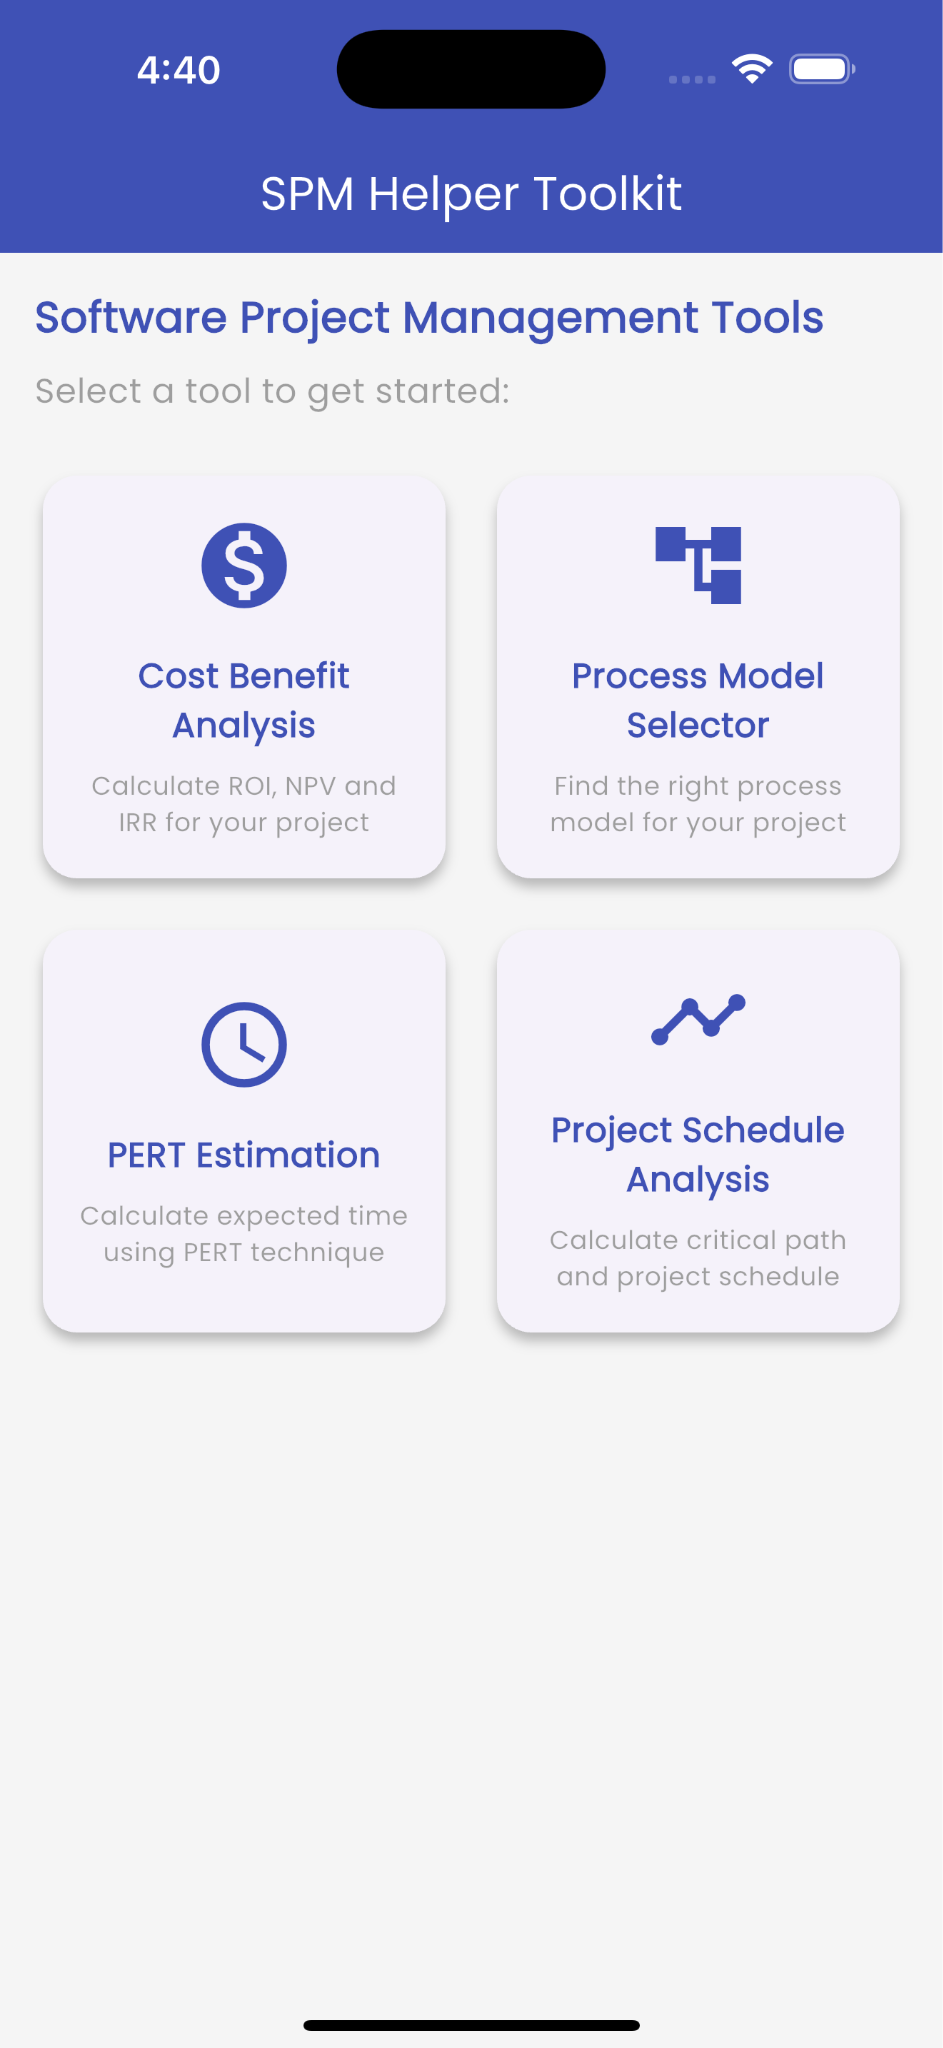 4:40
SPM Helper Toolkit
Software Project Management Tools
Select a tool to get started:
Cost Benefit
Analysis
Calculate ROI, NPV and
IRR for your project
Process Model
Selector
Find the right process
model for your project
PERT Estimation
Calculate expected time
using PERT technique
Project Schedule
Analysis
Calculate critical path
and project schedule